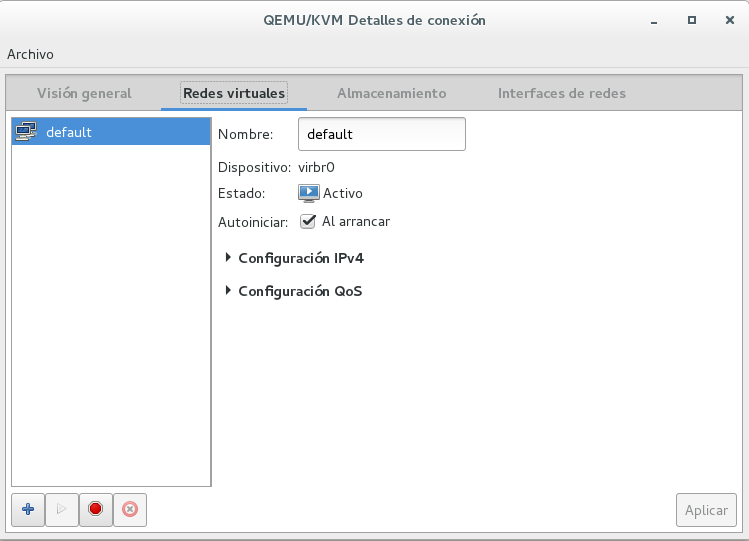 QEMU/KVM Detalles de conexión
Archivo
Visión general Redes virtuales Almacenamiento Interfaces de redes
default
Nombre: default
Dispositivo: virbr0
Estado: Activo
Autoiniciar: Al arrancar
Configuración IPv4
Configuración QoS
Aplicar